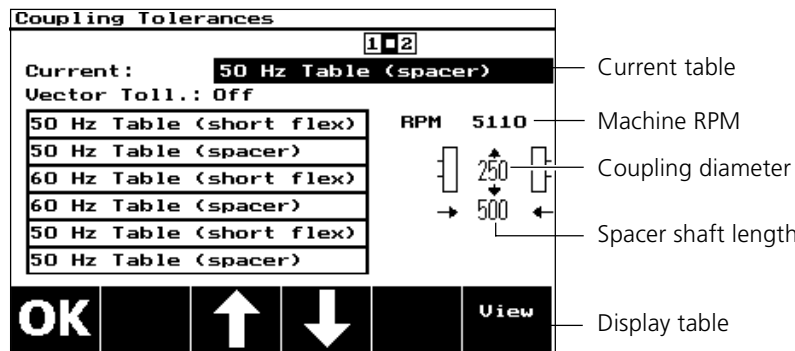 Coupling Tolerances
1 2
Current: 50 Hz Table (spacer)
Current table
Vector Toll.: Off
50 Hz Table (short flex)
RPM 5110
Machine RPM
50 Hz Table (spacer)
250
Coupling diameter
60 Hz Table (short flex)
60 Hz Table (spacer)
500
Spacer shaft length
50 Hz Table (short flex)
50 Hz Table (spacer)
OK
View
Display table